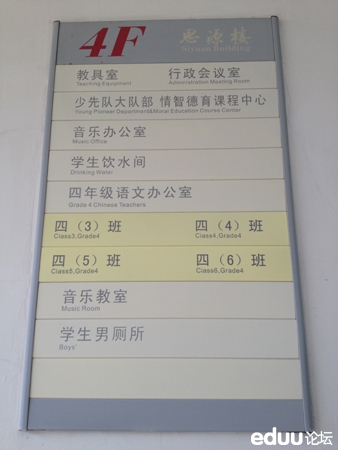 4F 思源楼
Siyuan Building
教具室 行政会议室
Teaching Equipment Administration Meeting Room
少先队大队部 情智德育课程中心
Young Pioneer Department&Moral Education Course Center
音乐办公室
Music Office
学生饮水间
Drinking Water
四年级语文办公室
Grade 4 Chinese Teachers
四（3）班 四（4）班
Class3,Grade4 Class4,Grade4
四（5）班 四（6）班
Class5,Grade4 Class6,Grade4
音乐教室
Music Room
学生男厕所
Boys'
eduu论坛